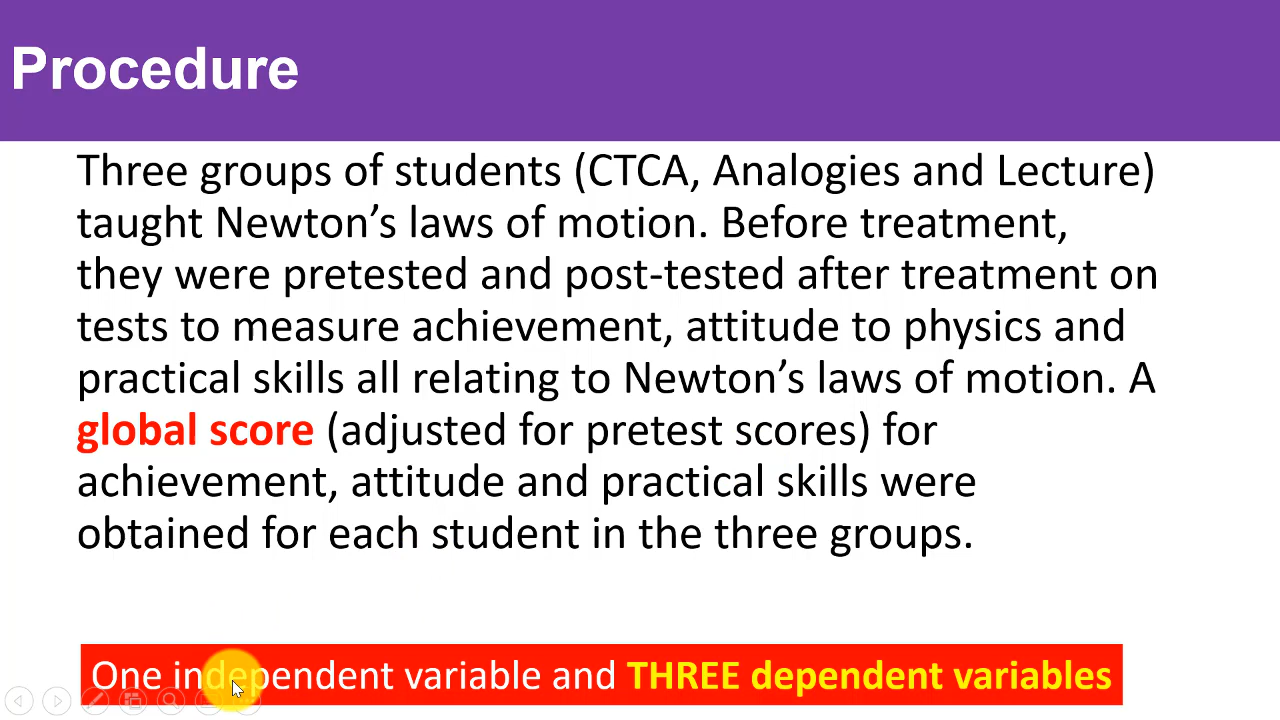 Procedure
Three groups of students (CTCA, Analogies and Lecture)
taught Newton’s laws of motion. Before treatment,
they were pretested and post-tested after treatment on
tests to measure achievement, attitude to physics and
practical skills all relating to Newton’s laws of motion. A
global score (adjusted for pretest scores) for
achievement, attitude and practical skills were
obtained for each student in the three groups.
One independent variable and THREE dependent variables